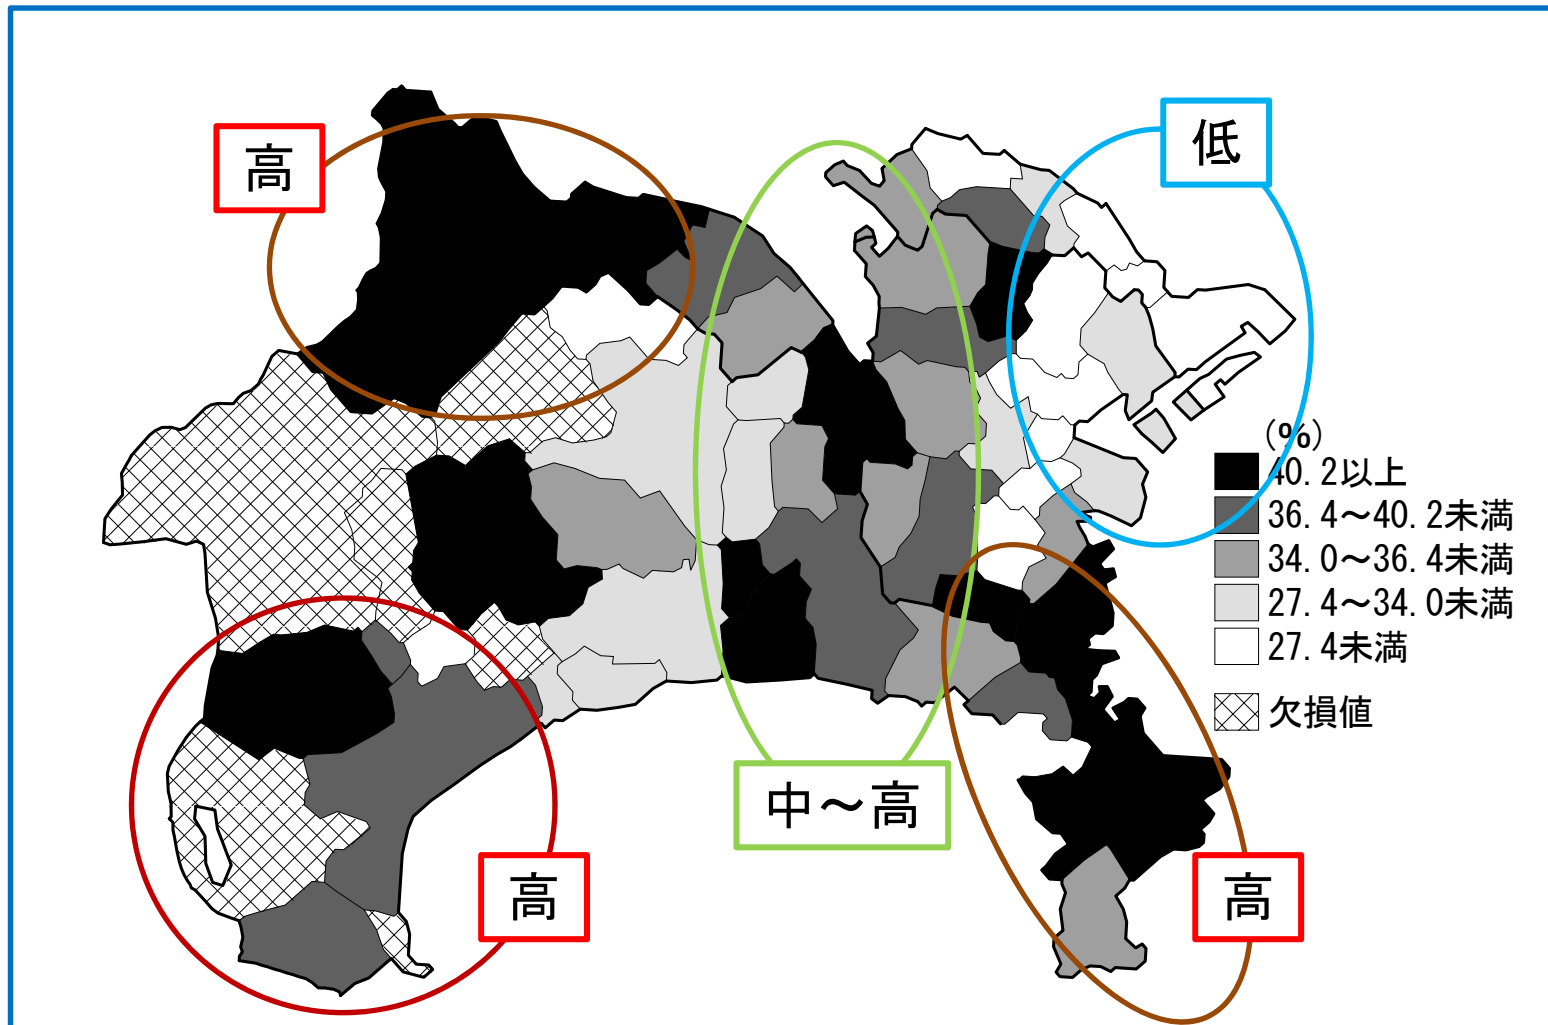 高
低
(%)
40.2以上
36.4～40.2未満
34.0～36.4未満
27.4～34.0未満
27.4未満
欠損値
中～高
高
高